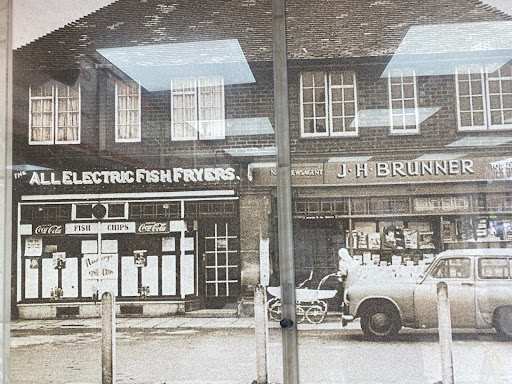 THE ALL ELECTRIC FISH FRYERS.
NEWSAGENT J·H·BRUNNER
Coca-Cola FISH CHIPS Coca-Cola